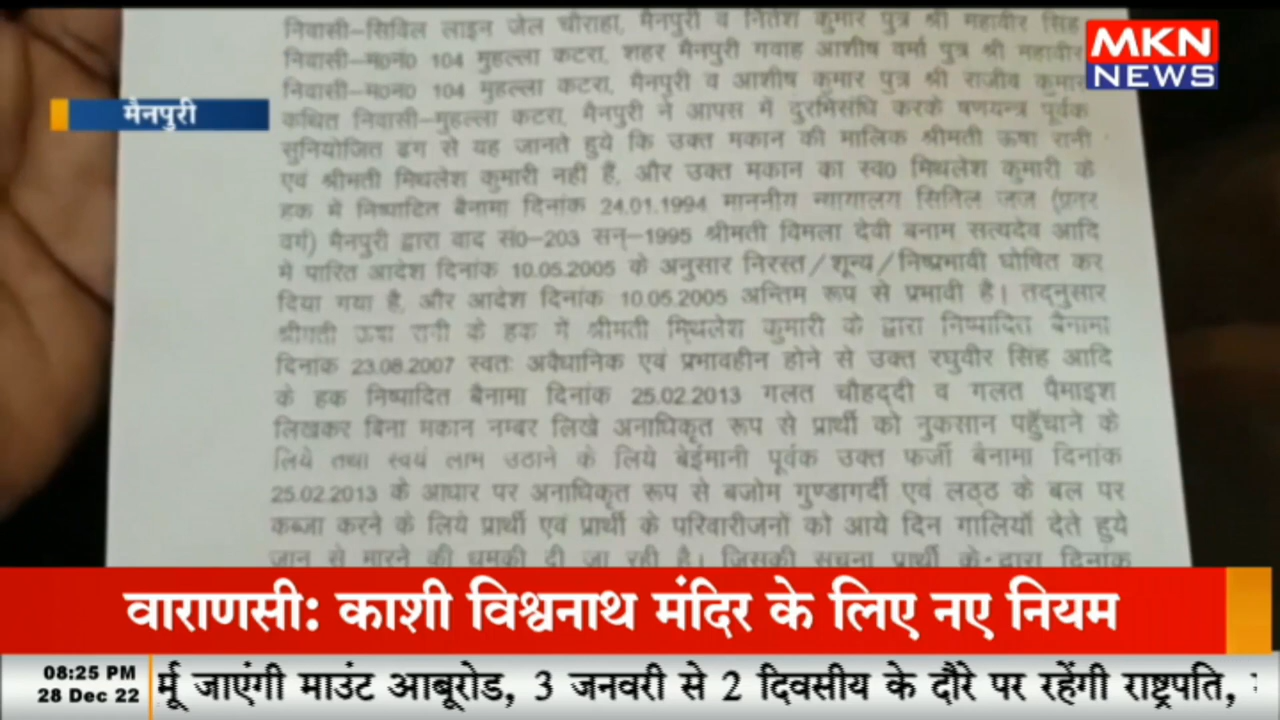 निवासी–सिविल लाइन जेल चौराहा, मैनपुरी व नितेश कुमार पुत्र श्री महावीर सिंह
निवासी–म0न0 104 मुहल्ला कटरा, शहर मैनपुरी गवाह आशीष वर्मा पुत्र श्री महावीर
निवासी–म0न0 104 मुहल्ला कटरा, मैनपुरी व आशीष कुमार पुत्र श्री राजीव कुमार
कथित निवासी–मुहल्ला कटरा, मैनपुरी ने आपस में दुरभिसंधि करके षणयन्त्र पूर्वक
सुनियोजित ढग से यह जानते हुये कि उक्त मकान की मालिक श्रीमती ऊषा रानी
एवं श्रीमती मिथलेश कुमारी नहीं हैं, और उक्त मकान का स्व0 मिथलेश कुमारी के
हक में निष्पादित बैनामा दिनांक 24.01.1994 माननीय न्यायालय सिविल जज (प्रवर
वर्ग) मैनपुरी द्वारा वाद सं0–203 सन्–1995 श्रीमती विमला देवी बनाम सत्यदेव आदि
में पारित आदेश दिनांक 10.05.2005 के अनुसार निरस्त/शून्य/निष्प्रभावी घोषित कर
दिया गया है, और आदेश दिनांक 10.05.2005 अन्तिम रूप से प्रभावी है। तद्नुसार
श्रीमती ऊषा रानी के हक में श्रीमती मिथलेश कुमारी के द्वारा निष्पादित बैनामा
दिनांक 23.08.2007 स्वतः अवैधानिक एवं प्रभावहीन होने से उक्त रघुवीर सिंह आदि
के हक निष्पादित बैनामा दिनांक 25.02.2013 गलत चौहद्दी व गलत पैमाइश
लिखकर बिना मकान नम्बर लिखे अनाधिकृत रूप से प्रार्थी को नुकसान पहुँचाने के
लिये तथा स्वयं लाभ उठाने के लिये बेईमानी पूर्वक उक्त फर्जी बैनामा दिनांक
25.02.2013 के आधार पर अनाधिकृत रूप से बजोम गुण्डागर्दी एवं लठ्ठ के बल पर
कब्जा करने के लिये प्रार्थी एवं प्रार्थी के परिवारीजनों को आये दिन गालियाँ देते हुये
जान से मारने की धमकी दी जा रही है। जिसकी सूचना प्रार्थी के द्वारा दिनांक
MKN
NEWS
मैनपुरी
वाराणसी: काशी विश्वनाथ मंदिर के लिए नए नियम
08:25 PM
28 Dec 22
र्मू जाएंगी माउंट आबूरोड, 3 जनवरी से 2 दिवसीय के दौरे पर रहेंगी राष्ट्रपति,